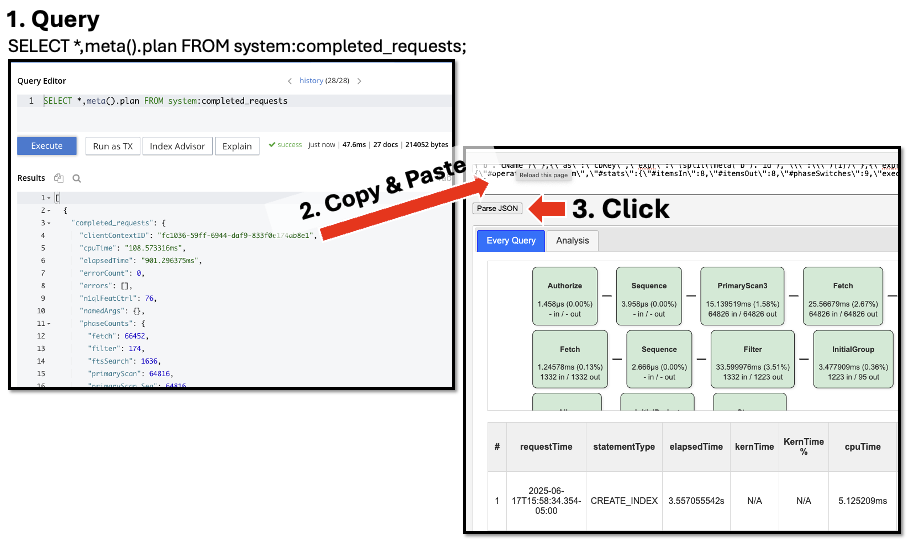 1. Query
SELECT *,meta().plan FROM system:completed_requests;
Query Editor
history (28/28)
1 SELECT *,meta().plan FROM system:completed_requests
Execute
Run as TX
Index Advisor
Explain
success just now | 47.6ms | 27 docs | 214052 bytes
Results
1 [
2 {
3 "completed_requests": {
4 "clientContextID": "fc1036-59ff-6944-daf9-833f0e174ab8e1",
5 "cpuTime": "108.573316ms",
6 "elapsedTime": "901.296375ms",
7 "errorCount": 0,
8 "errors": [],
9 "n1qlFeatCtrl": 76,
10 "namedArgs": {},
11 "phaseCounts": {
12 "fetch": 66452,
13 "filter": 174,
14 "ftsSearch": 1636,
15 "primaryScan": 64816,
16 "primaryScan.Seq": 64816
2. Copy & Paste
Reload this page
m\",\"#stats\":{\"#itemsIn\":8,\"#itemsOut\":8,\"#phaseSwitches\":9,\"exec
Parse JSON
3. Click
Every Query
Analysis
Authorize
1.458µs (0.00%)
- in / - out
Sequence
3.958µs (0.00%)
- in / - out
PrimaryScan3
15.139519ms (1.58%)
64826 in / 64826 out
Fetch
25.56679ms (2.67%)
64826 in / 64826 out
Fetch
1.24578ms (0.13%)
1332 in / 1332 out
Sequence
2.666µs (0.00%)
- in / - out
Filter
33.599976ms (3.51%)
1332 in / 1223 out
InitialGroup
3.477909ms (0.36%)
1223 in / 95 out
# requestTime statementType elapsedTime kernTime KernTime % cpuTime
1 2025-06-17T15:58:34.354-05:00 CREATE_INDEX 3.557055542s N/A N/A 5.125209ms